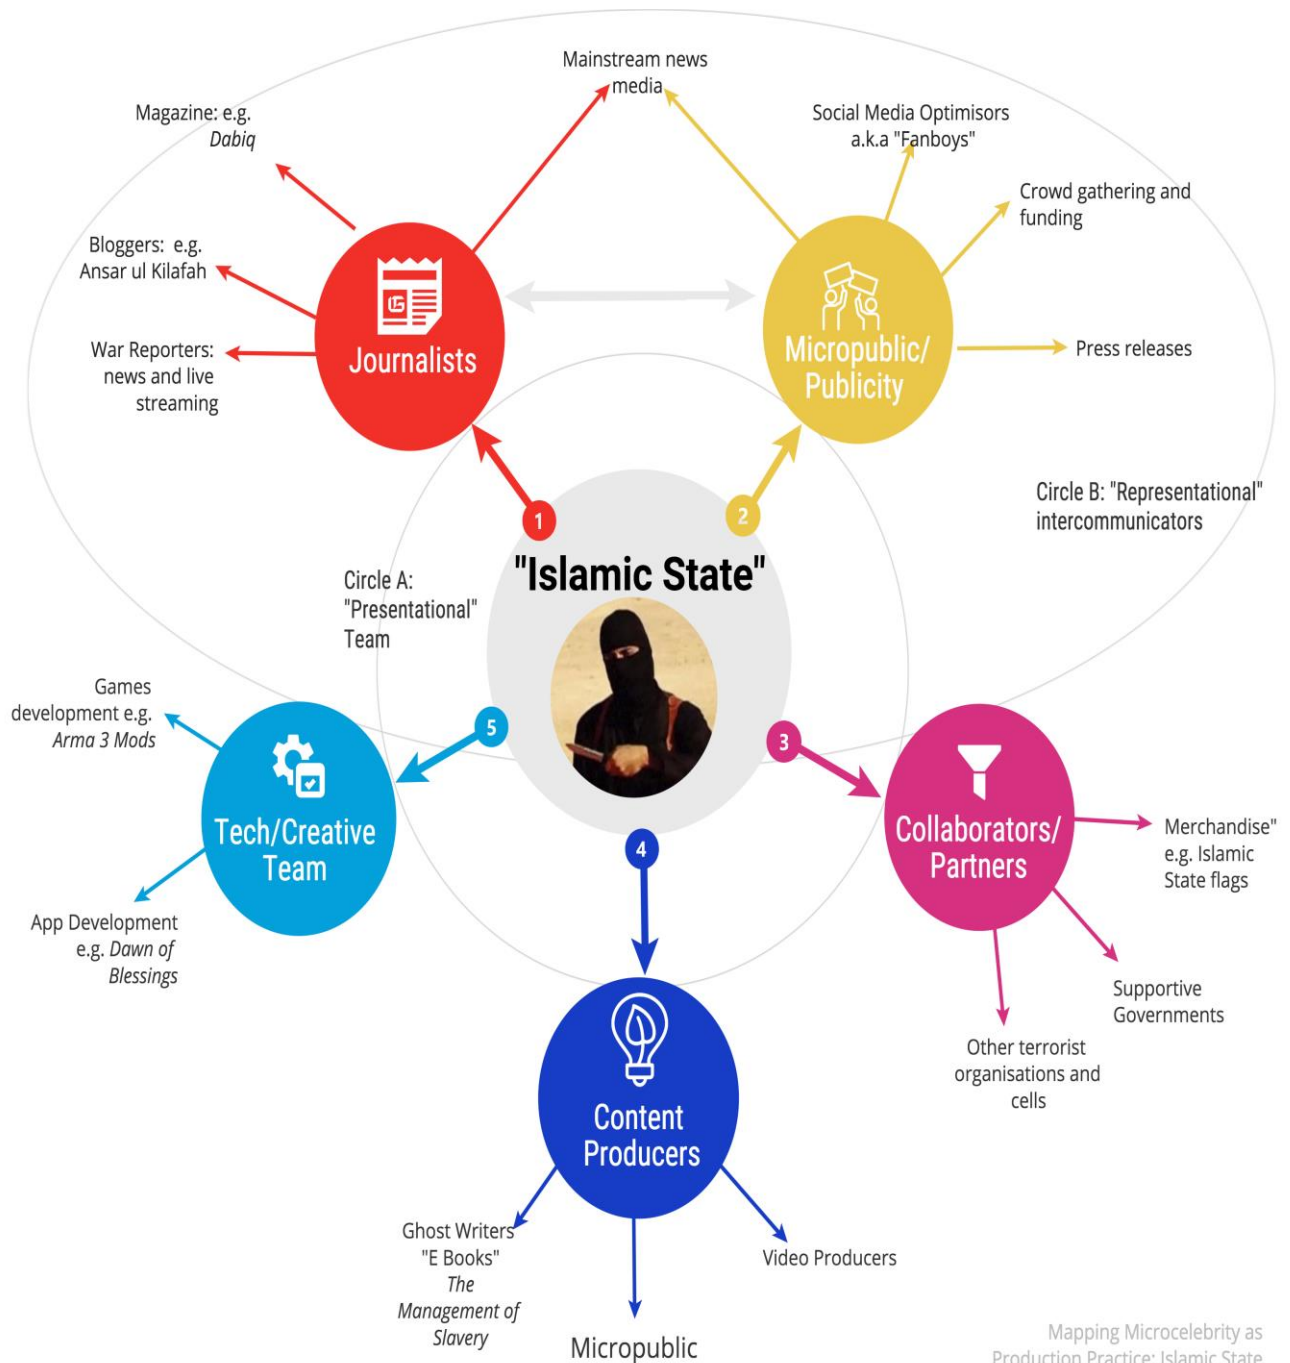 Mainstream news
media
Magazine: e.g.
Dabiq
Social Media Optimisors
a.k.a "Fanboys"
Crowd gathering and
funding
Bloggers: e.g.
Ansar ul Kilafah
War Reporters:
news and live
streaming
Journalists
Micropublic/
Publicity
Press releases
Circle B: "Representational"
intercommunicators
1
2
"Islamic State"
Circle A:
"Presentational"
Team
Games
development e.g.
Arma 3 Mods
5
3
Tech/Creative
Team
Collaborators/
Partners
Merchandise"
e.g. Islamic
State flags
4
App Development
e.g. Dawn of
Blessings
Supportive
Governments
Other terrorist
organisations and
cells
Content
Producers
Ghost Writers
"E Books"
The
Management of
Slavery
Video Producers
Micropublic
Mapping Microcelebrity as
Production Practice: Islamic State